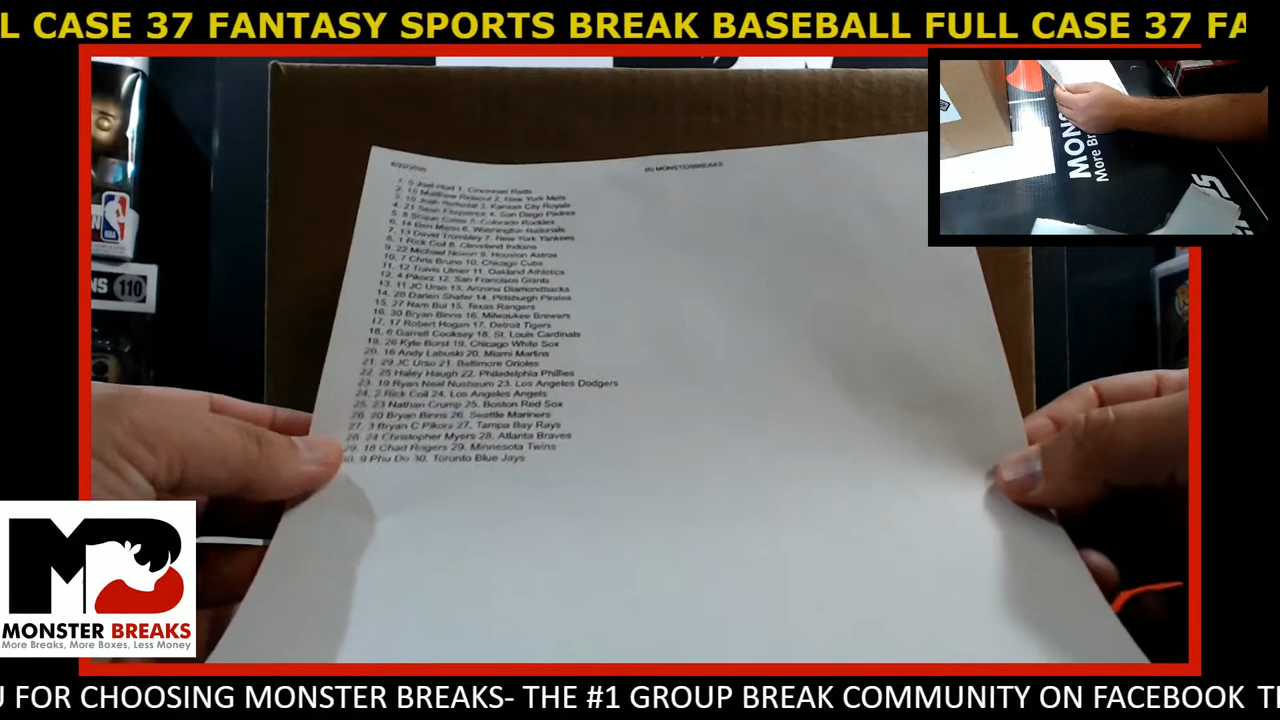 L CASE 37 FANTASY SPORTS BREAK BASEBALL FULL CASE 37 FA
(6) MONSTERBREAKS
1. 5 Joel Hurd 1, Cincinnati Reds
2. 15 Matthew Rideout 2, New York Mets
3. 10 Josh 3, Kansas City Royals
4. 21 Sean Fitzpatrick 4, San Diego Padres
5. 8 Shawn 5, Colorado Rockies
6. 14 Ben Mann 6, Washington Nationals
7. 13 David Trombley 7, New York Yankees
8. 1 Rick Coil 8, Cleveland Indians
9. 22 Michael 9, Houston Astros
10. 7 Chris Bruno 10, Chicago Cubs
11. 12 Travis Ulmer 11, Oakland Athletics
12. 4 Pikorz 12, San Francisco Giants
13. 11 JC Urso 13, Arizona Diamondbacks
14. 28 Darien Shafer 14, Pittsburgh Pirates
15. 27 Nam Bui 15, Texas Rangers
16. 30 Bryan Binns 16, Milwaukee Brewers
17. 17 Robert Hogan 17, Detroit Tigers
18. 6 Garrett Cooksey 18, St. Louis Cardinals
19. 26 Kyle Borst 19, Chicago White Sox
20. 16 Andy Labuski 20, Miami Marlins
21. 29 JC Urso 21, Baltimore Orioles
22. 25 Haley Haugh 22, Philadelphia Phillies
23. 19 Ryan Neal Nusbaum 23, Los Angeles Dodgers
24. 2 Rick Coil 24, Los Angeles Angels
25. 23 Nathan Crump 25, Boston Red Sox
26. 20 Bryan Binns 26, Seattle Mariners
27. 3 Bryan C Pikorz 27, Tampa Bay Rays
28. 24 Christopher Myers 28, Atlanta Braves
29. 18 Chad Rogers 29, Minnesota Twins
30. 9 Phu Do 30, Toronto Blue Jays
NBA
NS 110
MON
More Br
MB
MONSTER BREAKS
More Breaks, More Boxes, Less Money
U FOR CHOOSING MONSTER BREAKS- THE #1 GROUP BREAK COMMUNITY ON FACEBOOK T